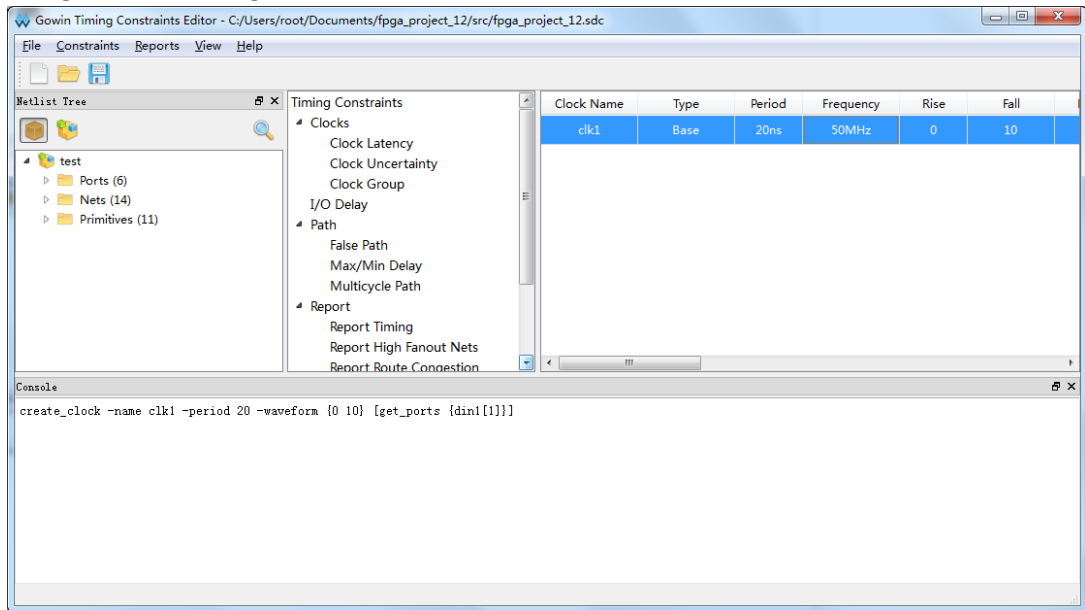 Gowin Timing Constraints Editor - C:/Users/root/Documents/fpga_project_12/src/fpga_project_12.sdc
File Constraints Reports View Help
Netlist Tree
test
Ports (6)
Nets (14)
Primitives (11)
Timing Constraints
Clocks
Clock Latency
Clock Uncertainty
Clock Group
I/O Delay
Path
False Path
Max/Min Delay
Multicycle Path
Report
Report Timing
Report High Fanout Nets
Report Route Congestion
Clock Name Type Period Frequency Rise Fall
clk1 Base 20ns 50MHz 0 10
Console
create_clock -name clk1 -period 20 -waveform {0 10} [get_ports {din1[1]}]